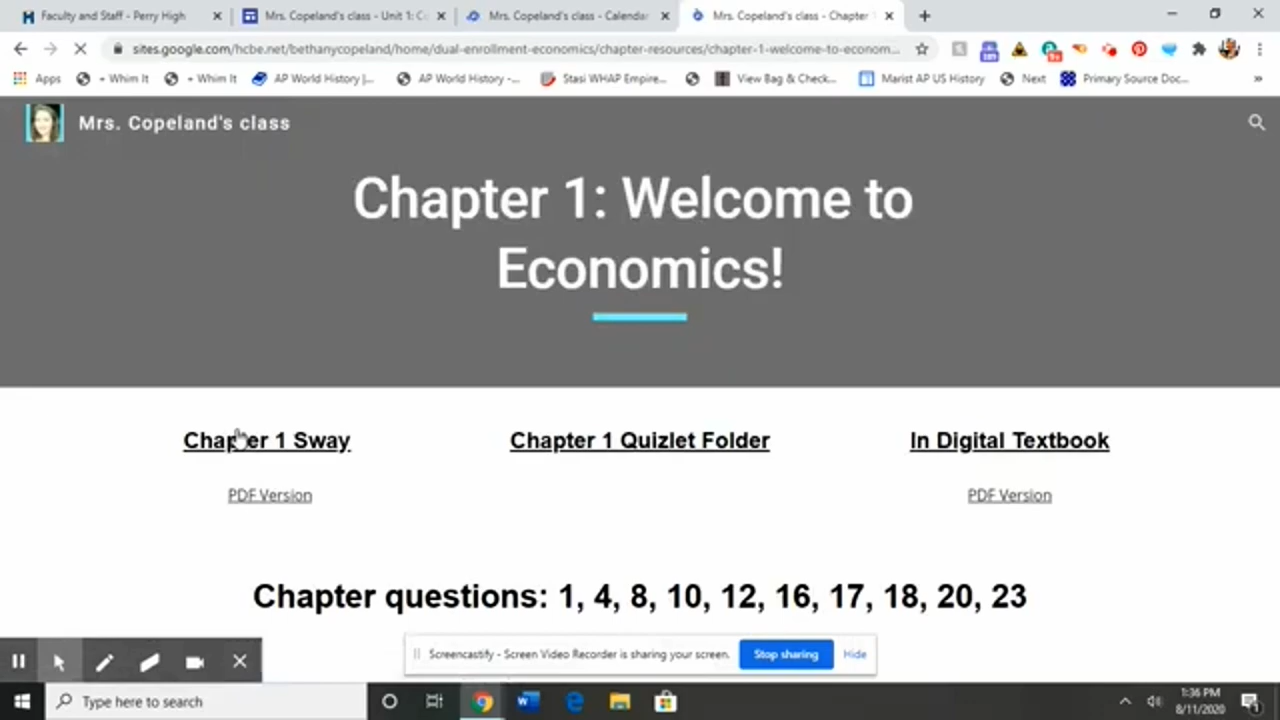 Faculty and Staff - Perry High
Mrs. Copeland's class - Unit 1: Co
Mrs. Copeland's class - Calendar
Mrs. Copeland's class - Chapter 1
sites.google.com/hcbe.net/bethanycopeland/home/dual-enrollment-economics/chapter-resources/chapter-1-welcome-to-econom...
Apps
+ Whim It
+ Whim It
AP World History |...
AP World History -...
Stasi WHAP Empire...
View Bag & Check...
Marist AP US History
Next
Primary Source Doc...
»
Mrs. Copeland's class
Chapter 1: Welcome to
Economics!
Chapter 1 Sway
Chapter 1 Quizlet Folder
In Digital Textbook
PDF Version
PDF Version
Chapter questions: 1, 4, 8, 10, 12, 16, 17, 18, 20, 23
Screencastify - Screen Video Recorder is sharing your screen.
Stop sharing
Hide
Type here to search
1:36 PM
8/11/2020